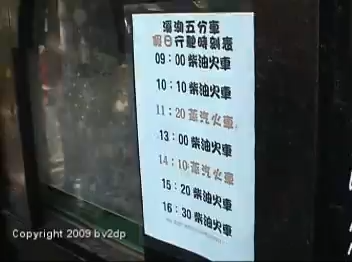 溪湖五分車
假日行駛時刻表
09：00 柴油火車
10：10 柴油火車
11：20 蒸汽火車
13：00 柴油火車
14：10 蒸汽火車
15：20 柴油火車
16：30 柴油火車
Copyright 2009 bv2dp